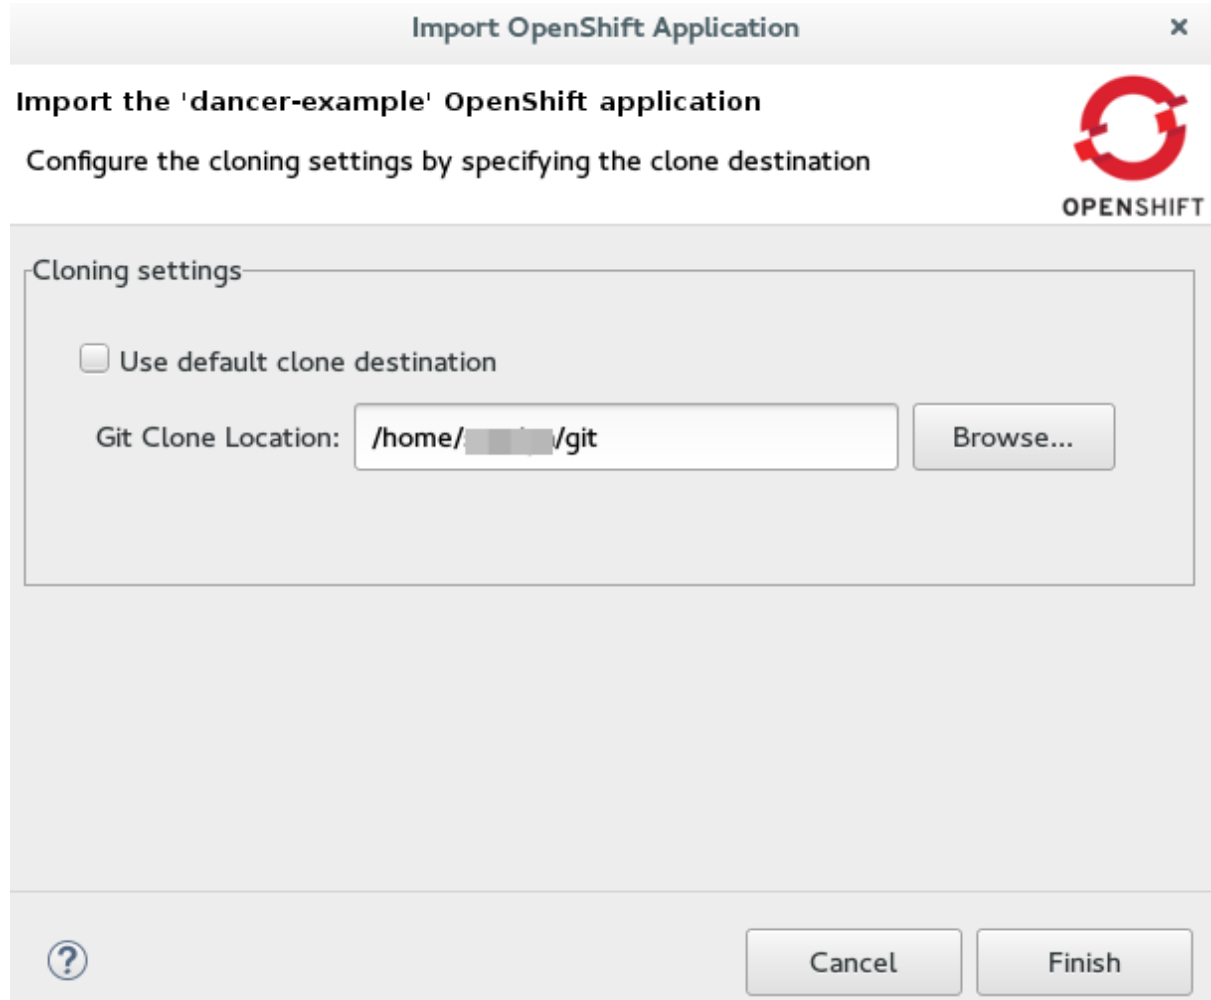 Import OpenShift Application
Import the 'dancer-example' OpenShift application
Configure the cloning settings by specifying the clone destination
OPENSHIFT
Cloning settings
Use default clone destination
Git Clone Location: /home/ /git Browse...
? Cancel Finish